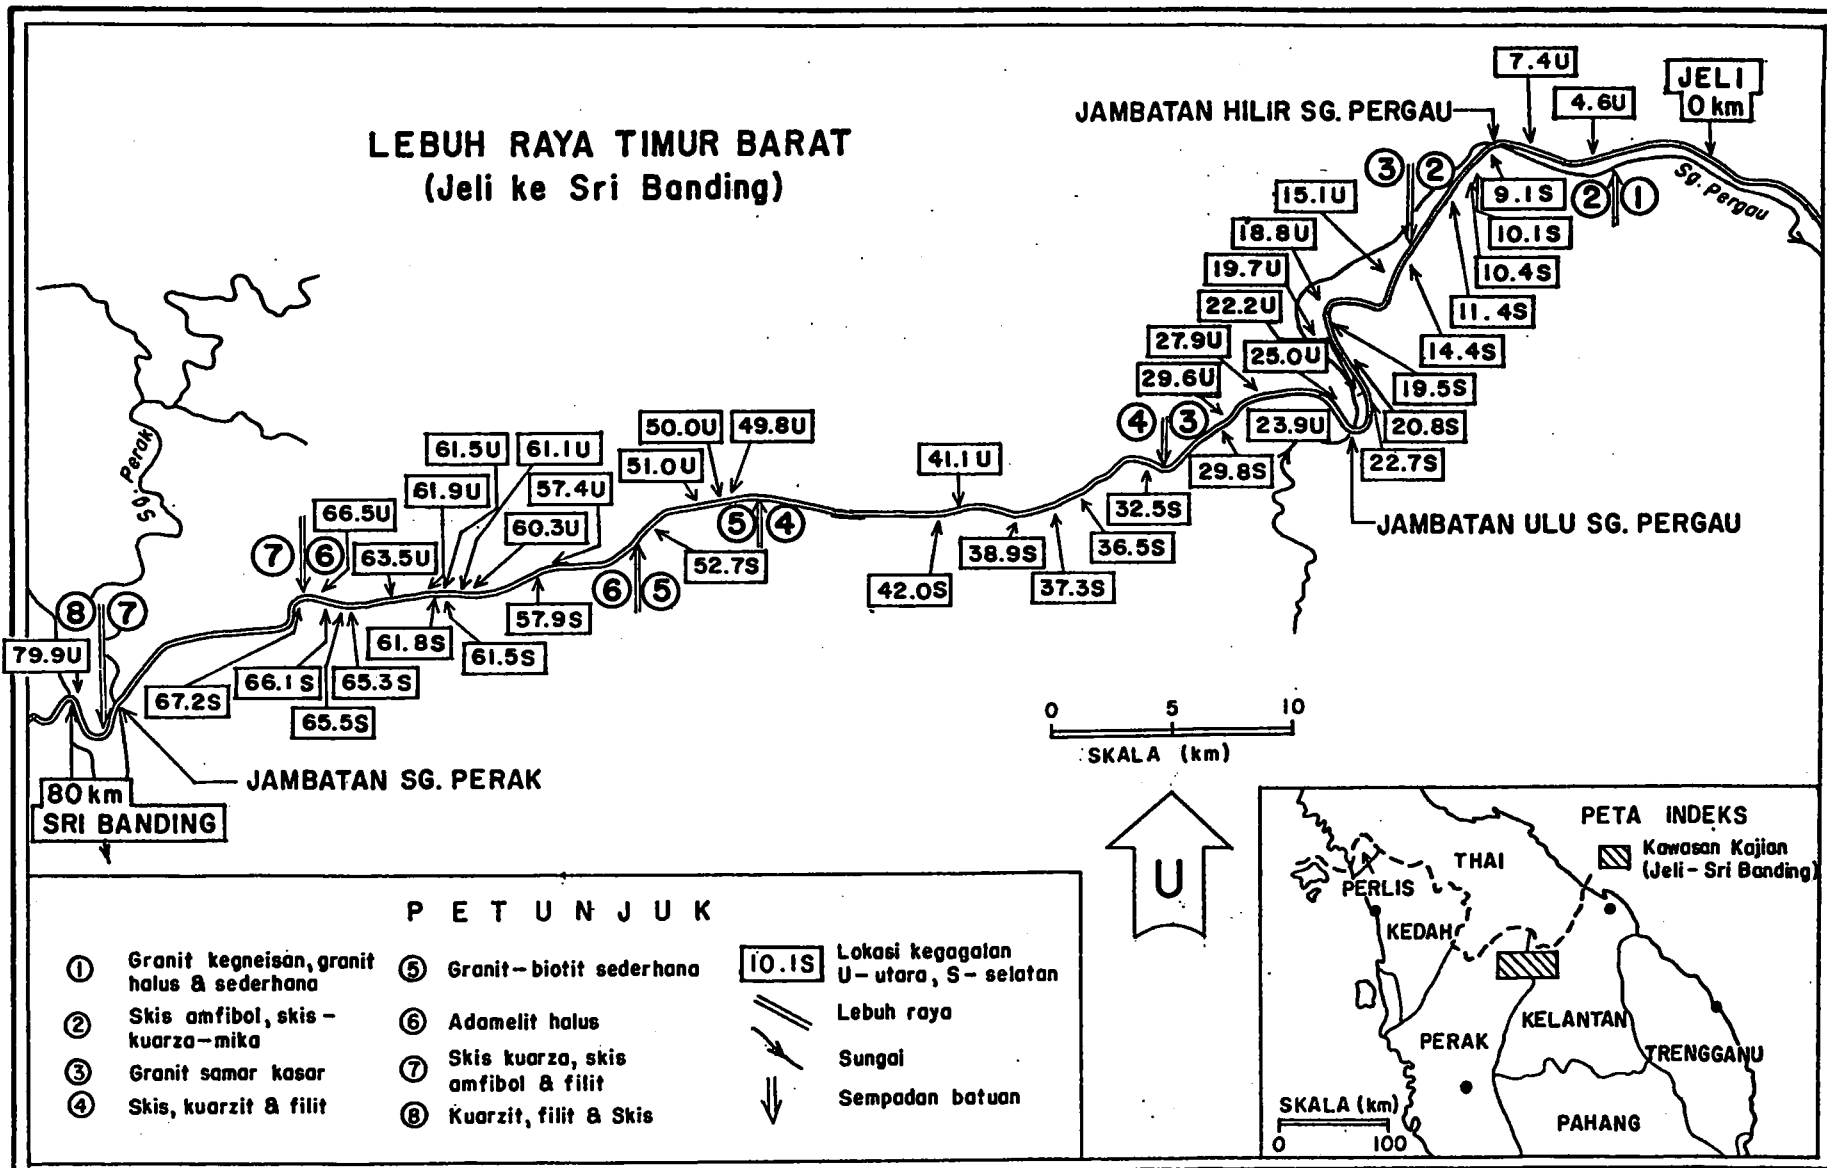 LEBUH RAYA TIMUR BARAT
(Jeli ke Sri Banding)
7.4U
JELI
0 km
4.6U
JAMBATAN HILIR SG. PERGAU
Sg. Pergau
3
2
2
1
9.1S
10.1S
10.4S
11.4S
14.4S
15.1U
18.8U
19.7U
22.2U
25.0U
27.9U
29.6U
19.5S
20.8S
22.7S
23.9U
29.8S
JAMBATAN ULU SG. PERGAU
4
3
32.5S
36.5S
37.3S
38.9S
41.1U
42.0S
49.8U
50.0U
51.0U
5
4
52.7S
6
5
57.4U
57.9S
60.3U
61.1U
61.5U
61.9U
61.5S
61.8S
63.5U
65.3S
65.5S
66.1S
66.5U
67.2S
7
6
Sg. Perak
8
7
79.9U
JAMBATAN SG. PERAK
80 km
SRI BANDING
0 5 10
SKALA (km)
U
PETUNJUK
1 Granit kegneisan, granit
halus & sederhana
2 Skis amfibol, skis-
kuarza-mika
3 Granit samar kasar
4 Skis, kuarzit & filit
5 Granit-biotit sederhana
6 Adamelit halus
7 Skis kuarza, skis
amfibol & filit
8 Kuarzit, filit & Skis
10.1S Lokasi kegagalan
U-utara, S-selatan
Lebuh raya
Sungai
Sempadan batuan
PETA INDEKS
Kawasan Kajian
(Jeli-Sri Banding)
THAI
PERLIS
KEDAH
PERAK
KELANTAN
TRENGGANU
PAHANG
SKALA (km)
0 100